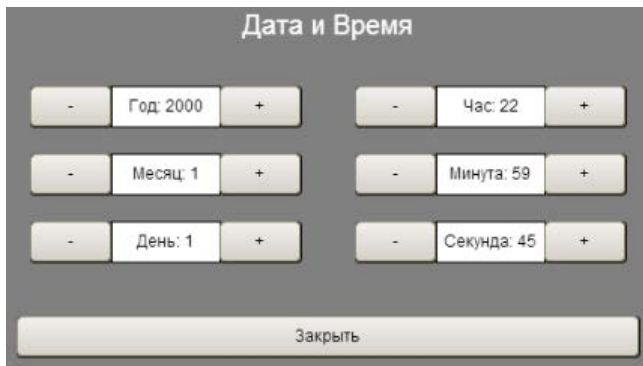 Дата и Время
- Год: 2000 + - Час: 22 +
- Месяц: 1 + - Минута: 59 +
- День: 1 + - Секунда: 45 +
Закрыть